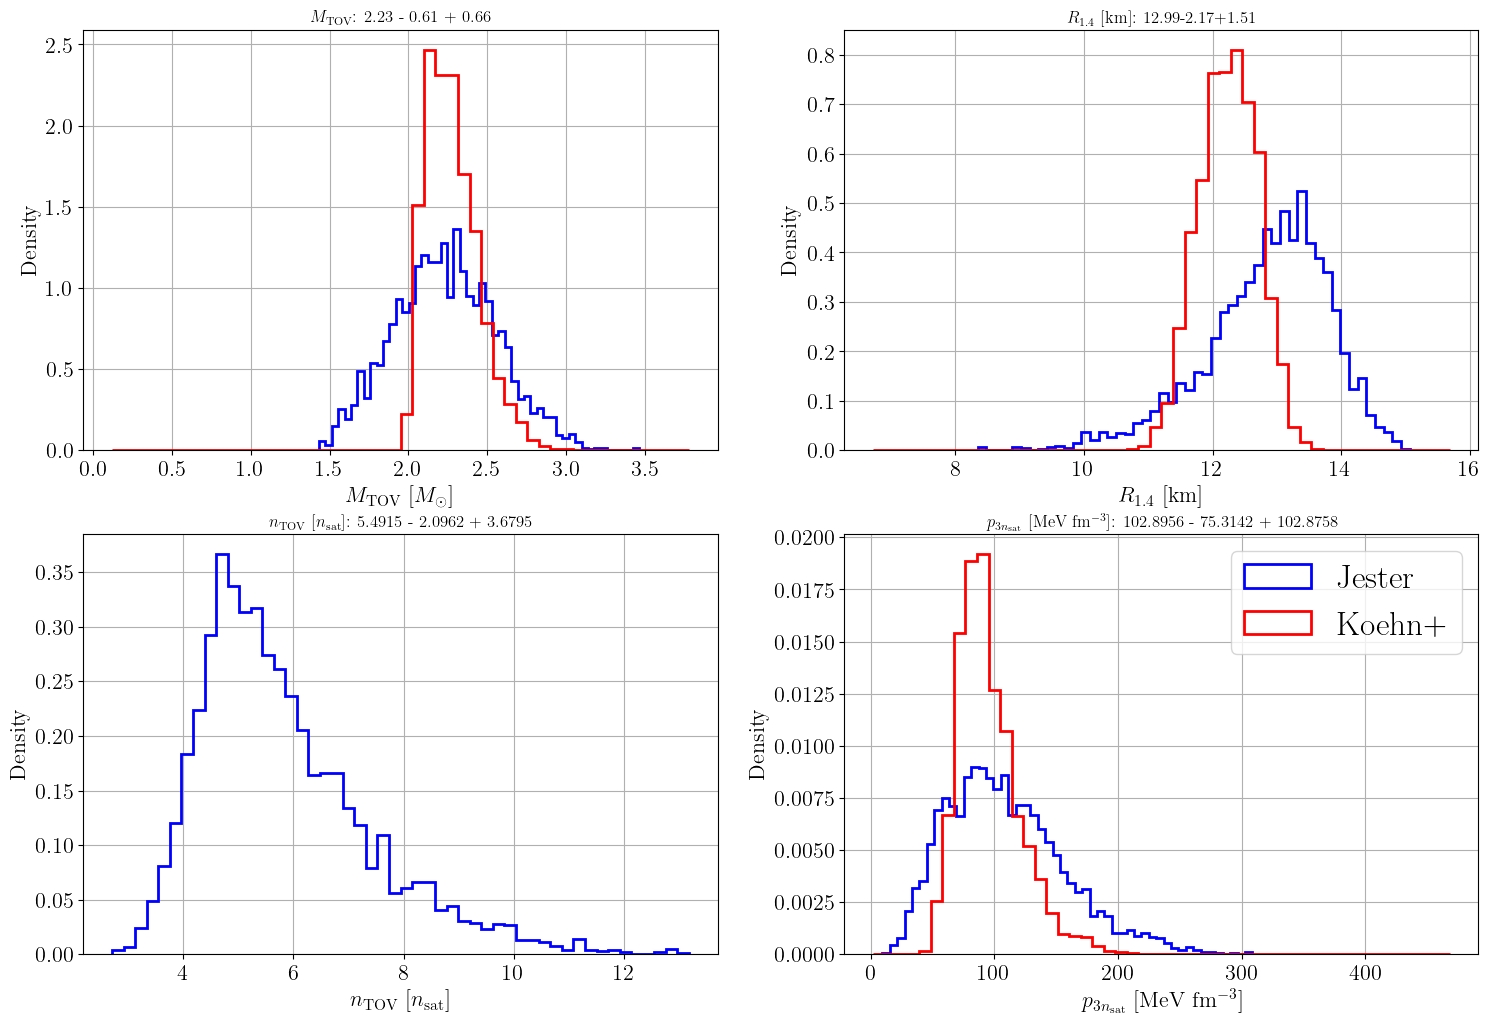 M_TOV: 2.23 - 0.61 + 0.66
2.5
2.0
1.5
1.0
0.5
0.0
Density
0.0 0.5 1.0 1.5 2.0 2.5 3.0 3.5
M_TOV [M_⊙]
R_1.4 [km]: 12.99-2.17+1.51
0.8
0.7
0.6
0.5
0.4
0.3
0.2
0.1
0.0
Density
8 10 12 14 16
R_1.4 [km]
n_TOV [n_sat]: 5.4915 - 2.0962 + 3.6795
0.35
0.30
0.25
0.20
0.15
0.10
0.05
0.00
Density
4 6 8 10 12
n_TOV [n_sat]
p_3n_sat [MeV fm⁻³]: 102.8956 - 75.3142 + 102.8758
0.0200
0.0175
0.0150
0.0125
0.0100
0.0075
0.0050
0.0025
0.0000
Density
Jester
Koehn+
0 100 200 300 400
p_3n_sat [MeV fm⁻³]